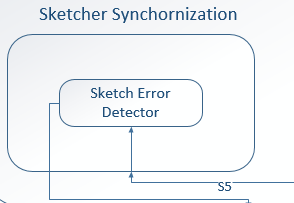 Sketcher Synchornization
Sketch Error
Detector
S5